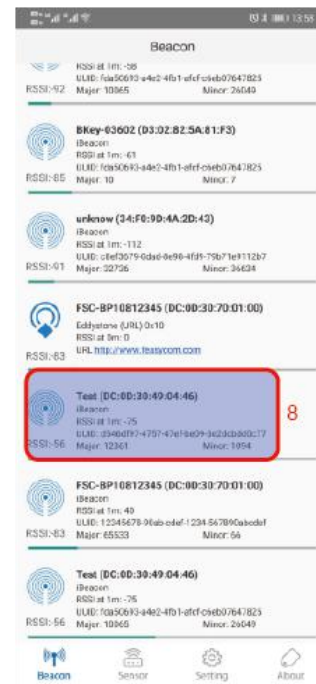 13:58
Beacon
RSSI at 1m: -58
UUID: fda50693-a4e2-4fb1-afcf-c6eb07647825
RSSI:-92 Major: 10065 Minor: 26049
BKey-03602 (D3:02:82:5A:81:F3)
iBeacon
RSSI at 1m: -61
UUID: fda50693-a4e2-4fb1-afcf-c6eb07647825
RSSI:-85 Major: 10 Minor: 7
unknow (34:F0:9D:4A:2D:43)
iBeacon
RSSI at 1m: -112
UUID:
RSSI:-91 Major: 32736 Minor: 36634
FSC-BP10812345 (DC:0D:30:70:01:00)
Eddystone (URL) 0x10
RSSI at 0m: 0
RSSI:-83 URL http://www.feasycom.com
Test (DC:0D:30:49:04:46)
iBeacon
RSSI at 1m: -75
UUID:
RSSI:-56 Major: 12361 Minor: 1094
8
FSC-BP10812345 (DC:0D:30:70:01:00)
iBeacon
RSSI at 1m: 40
UUID: 12345678-90ab-cdef-1234-567890abcdef
RSSI:-83 Major: 65533 Minor: 66
Test (DC:0D:30:49:04:46)
iBeacon
RSSI at 1m: -75
UUID: fda50693-a4e2-4fb1-afcf-c6eb07647825
RSSI:-56 Major: 10065 Minor: 26049
Beacon Sensor Setting About